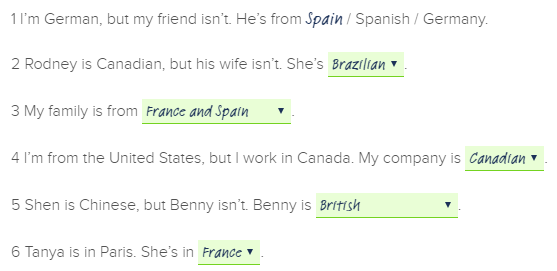 1 I'm German, but my friend isn't. He's from Spain / Spanish / Germany.
2 Rodney is Canadian, but his wife isn't. She's Brazilian ▼.
3 My family is from France and Spain ▼.
4 I'm from the United States, but I work in Canada. My company is Canadian ▼.
5 Shen is Chinese, but Benny isn't. Benny is British ▼.
6 Tanya is in Paris. She's in France ▼.